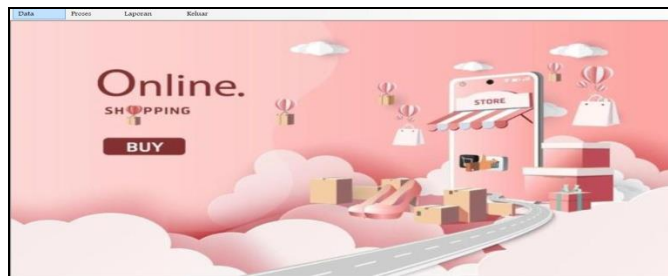 Data Proses Laporan Keluar
Online.
SHOPPING
BUY
STORE